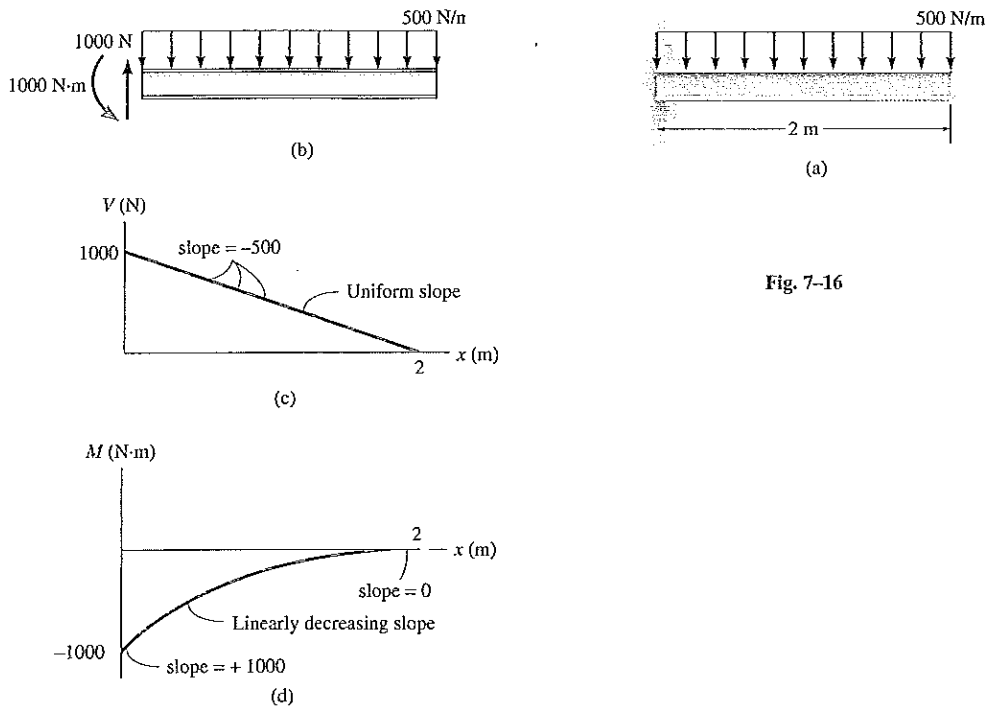 500 N/m
1000 N
1000 N·m
(b)
500 N/m
2 m
(a)
V (N)
1000
slope = –500
Uniform slope
x (m)
2
(c)
Fig. 7–16
M (N·m)
2
x (m)
slope = 0
Linearly decreasing slope
–1000
slope = + 1000
(d)